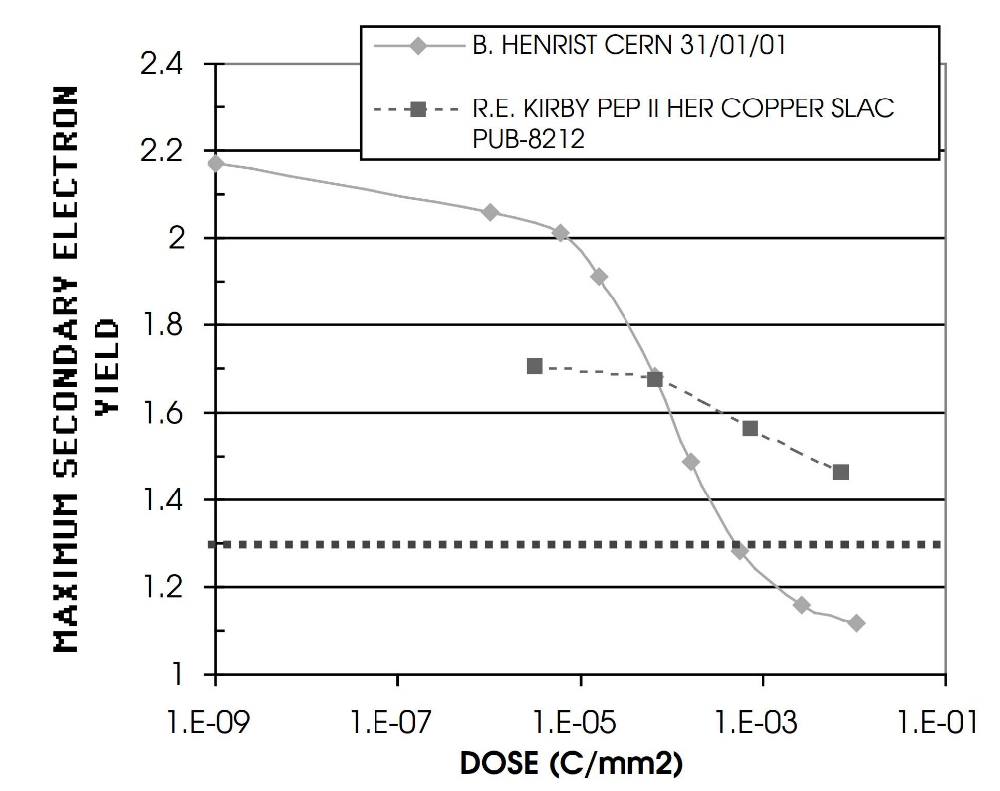 B. HENRIST CERN 31/01/01
R.E. KIRBY PEP II HER COPPER SLAC
PUB-8212
MAXIMUM SECONDARY ELECTRON
YIELD
2.4
2.2
2
1.8
1.6
1.4
1.2
1
1.E-09
1.E-07
1.E-05
1.E-03
1.E-01
DOSE (C/mm2)